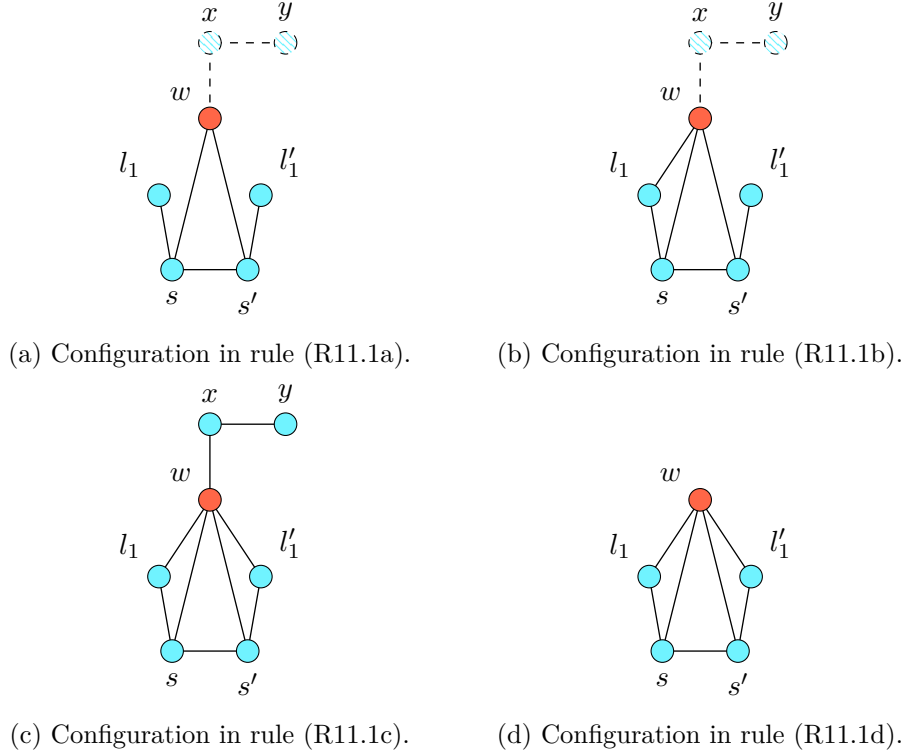 x y x y
w w
l₁ l′₁ l₁ l′₁
s s′ s s′
(a) Configuration in rule (R11.1a). (b) Configuration in rule (R11.1b).
x y
w w
l₁ l′₁ l₁ l′₁
s s′ s s′
(c) Configuration in rule (R11.1c). (d) Configuration in rule (R11.1d).